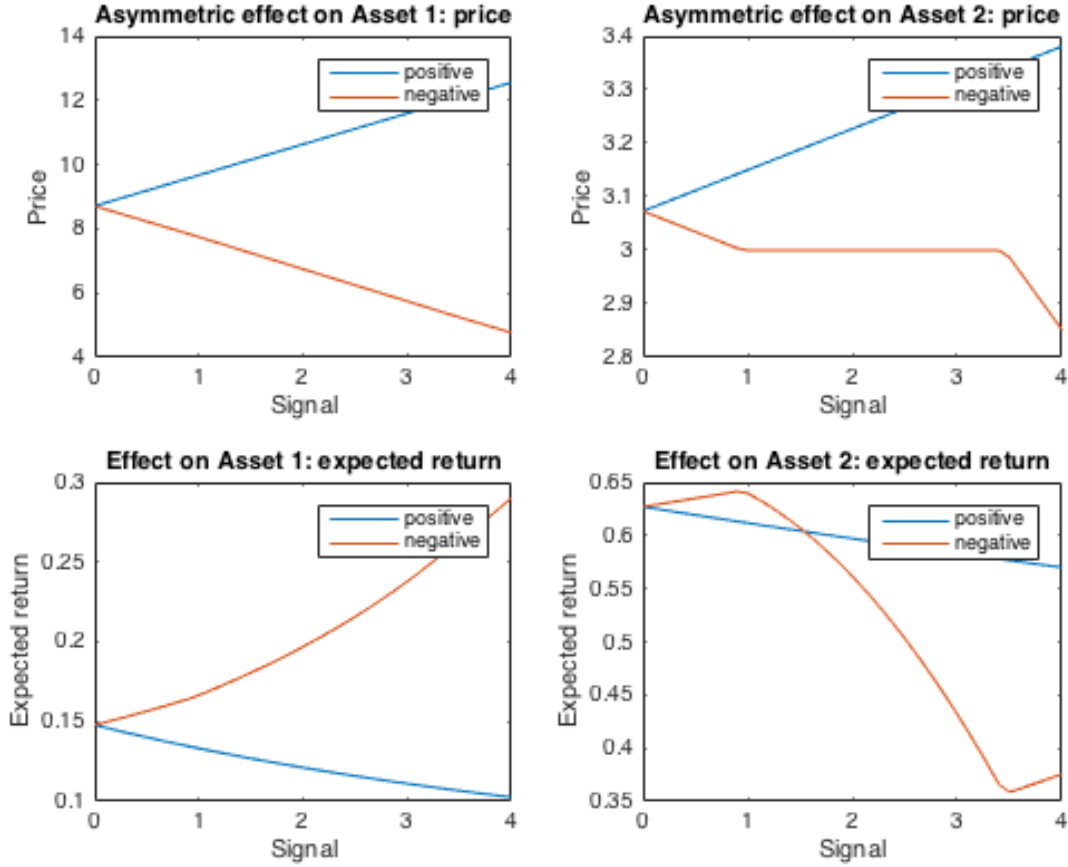 Asymmetric effect on Asset 1: price
14
12
10
8
6
4
Price
positive
negative
0 1 2 3 4
Signal
Asymmetric effect on Asset 2: price
3.4
3.3
3.2
3.1
3
2.9
2.8
Price
positive
negative
0 1 2 3 4
Signal
Effect on Asset 1: expected return
0.3
0.25
0.2
0.15
0.1
Expected return
positive
negative
0 1 2 3 4
Signal
Effect on Asset 2: expected return
0.65
0.6
0.55
0.5
0.45
0.4
0.35
Expected return
positive
negative
0 1 2 3 4
Signal